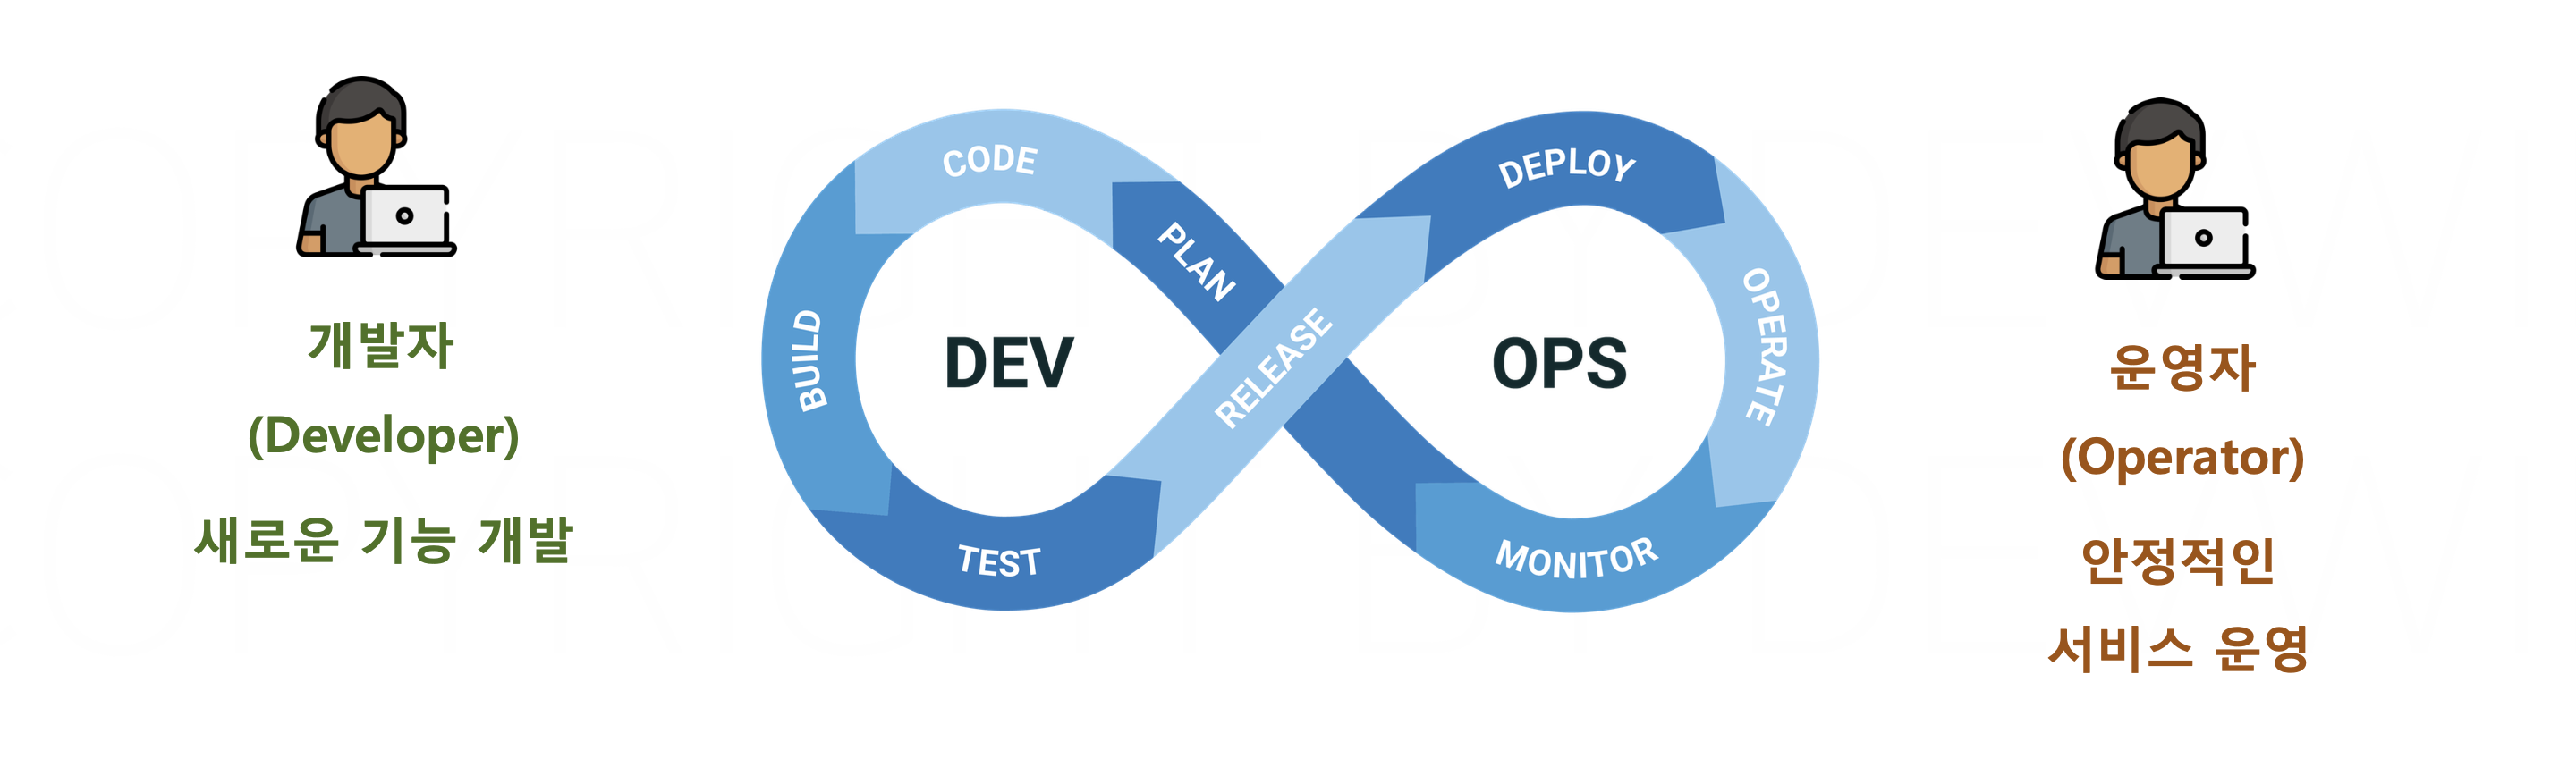 개발자
(Developer)
새로운 기능 개발
CODE
PLAN
BUILD
DEV
TEST
RELEASE
DEPLOY
OPS
OPERATE
MONITOR
운영자
(Operator)
안정적인
서비스 운영